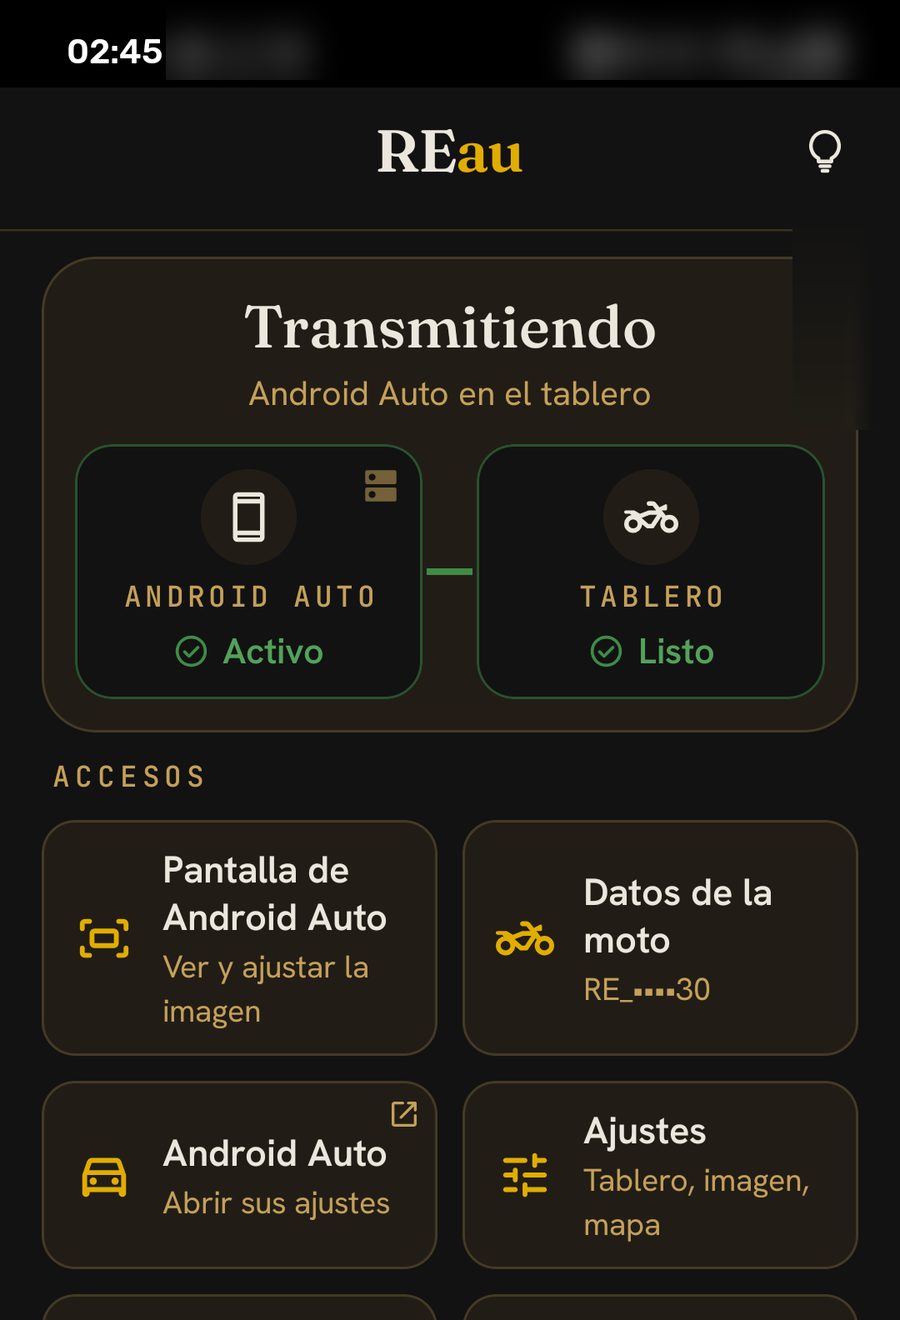 02:45
REau
Transmitiendo
Android Auto en el tablero
ANDROID AUTO
Activo
TABLERO
Listo
ACCESOS
Pantalla de
Android Auto
Ver y ajustar la
imagen
Datos de la
moto
RE_▪▪▪▪30
Android Auto
Abrir sus ajustes
Ajustes
Tablero, imagen,
mapa